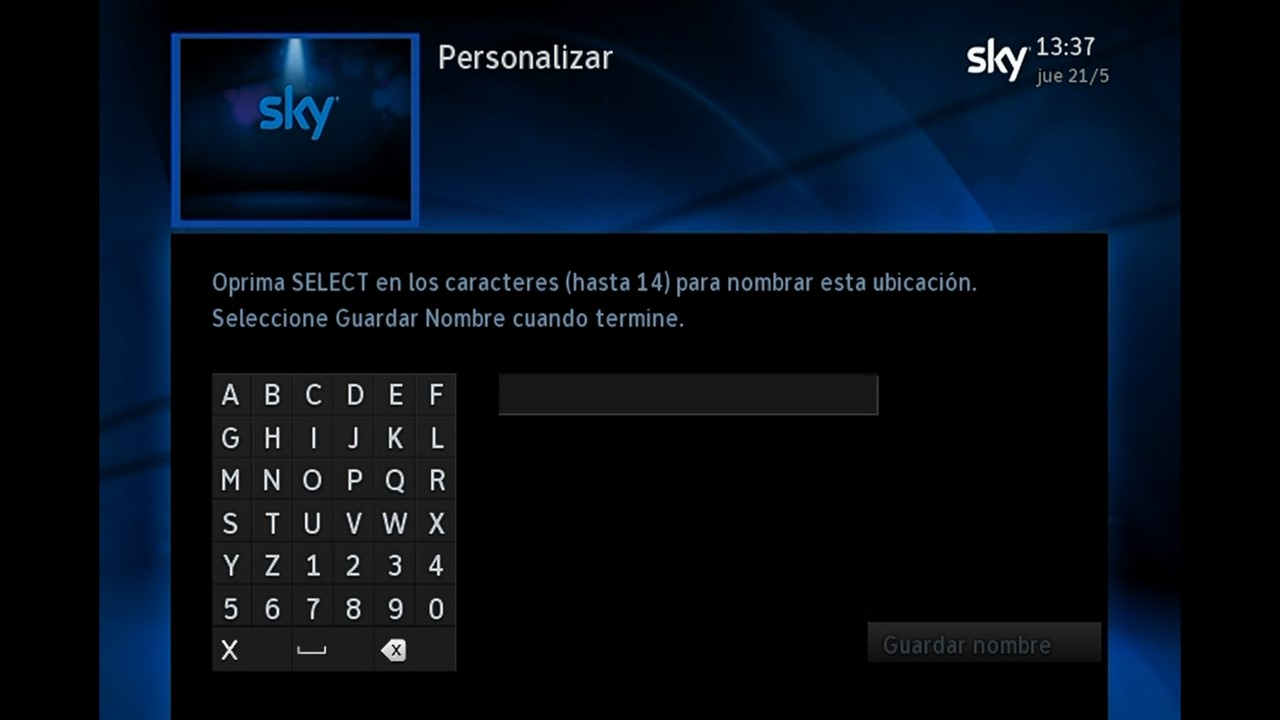 sky
Personalizar
sky 13:37
jue 21/5
Oprima SELECT en los caracteres (hasta 14) para nombrar esta ubicación.
Seleccione Guardar Nombre cuando termine.
A B C D E F
G H I J K L
M N O P Q R
S T U V W X
Y Z 1 2 3 4
5 6 7 8 9 0
X
Guardar nombre